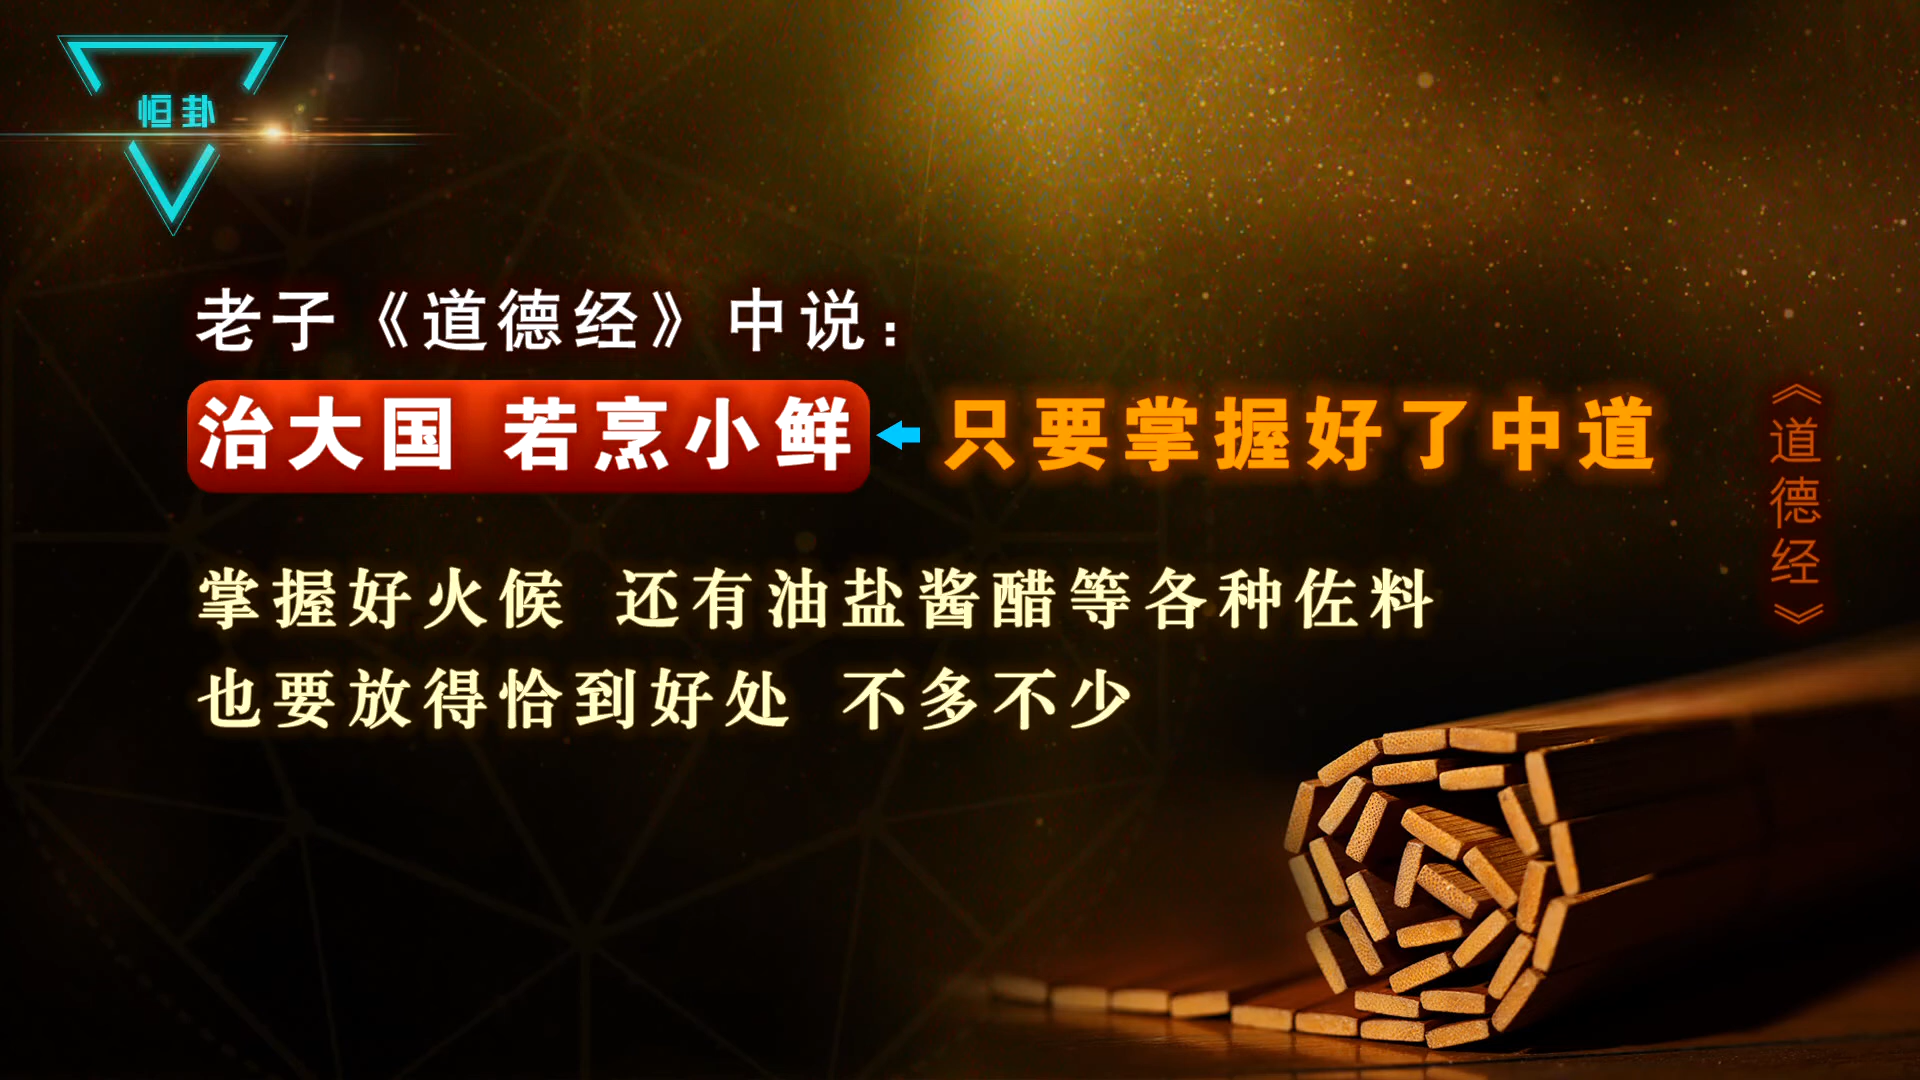 恒卦
老子《道德经》中说：
治大国 若烹小鲜 只要掌握好了中道
掌握好火候 还有油盐酱醋等各种佐料
也要放得恰到好处 不多不少
《道德经》